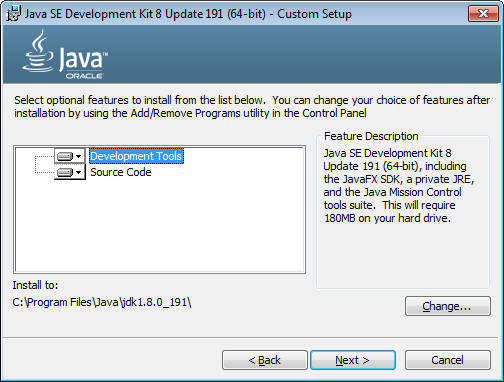 Java SE Development Kit 8 Update 191 (64-bit) - Custom Setup
Java™
ORACLE
Select optional features to install from the list below.  You can change your choice of features after
installation by using the Add/Remove Programs utility in the Control Panel
Development Tools
Source Code
Feature Description
Java SE Development Kit 8
Update 191 (64-bit), including
the JavaFX SDK, a private JRE,
and the Java Mission Control
tools suite.  This will require
180MB on your hard drive.
Install to:
C:\Program Files\Java\jdk1.8.0_191\
Change...
< Back
Next >
Cancel